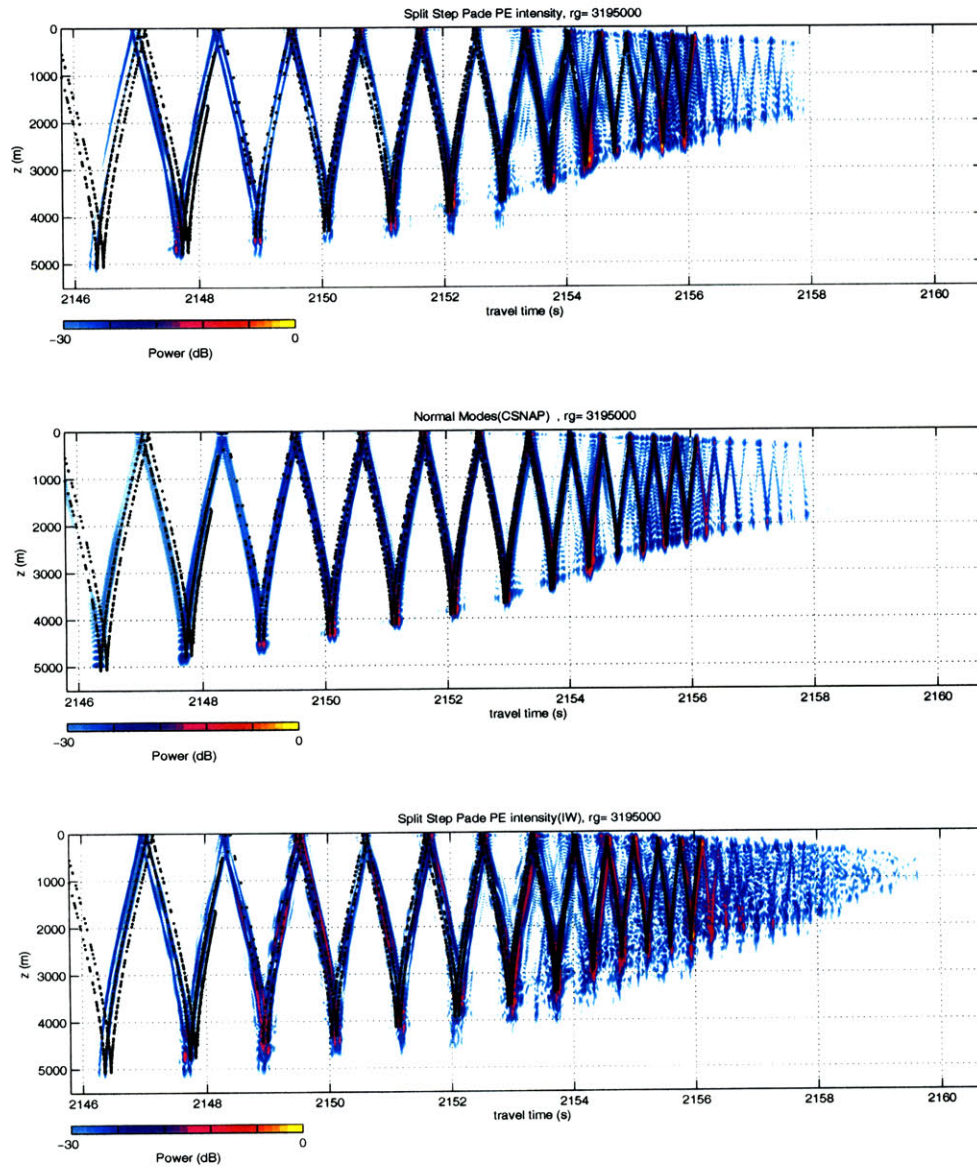 Split Step Pade PE intensity, rg= 3195000
0
1000
2000
3000
4000
5000
z (m)
2146 2148 2150 2152 2154 2156 2158 2160
travel time (s)
−30 0
Power (dB)
Normal Modes(CSNAP) , rg= 3195000
0
1000
2000
3000
4000
5000
z (m)
2146 2148 2150 2152 2154 2156 2158 2160
travel time (s)
−30 0
Power (dB)
Split Step Pade PE intensity(IW), rg= 3195000
0
1000
2000
3000
4000
5000
z (m)
2146 2148 2150 2152 2154 2156 2158 2160
travel time (s)
−30 0
Power (dB)